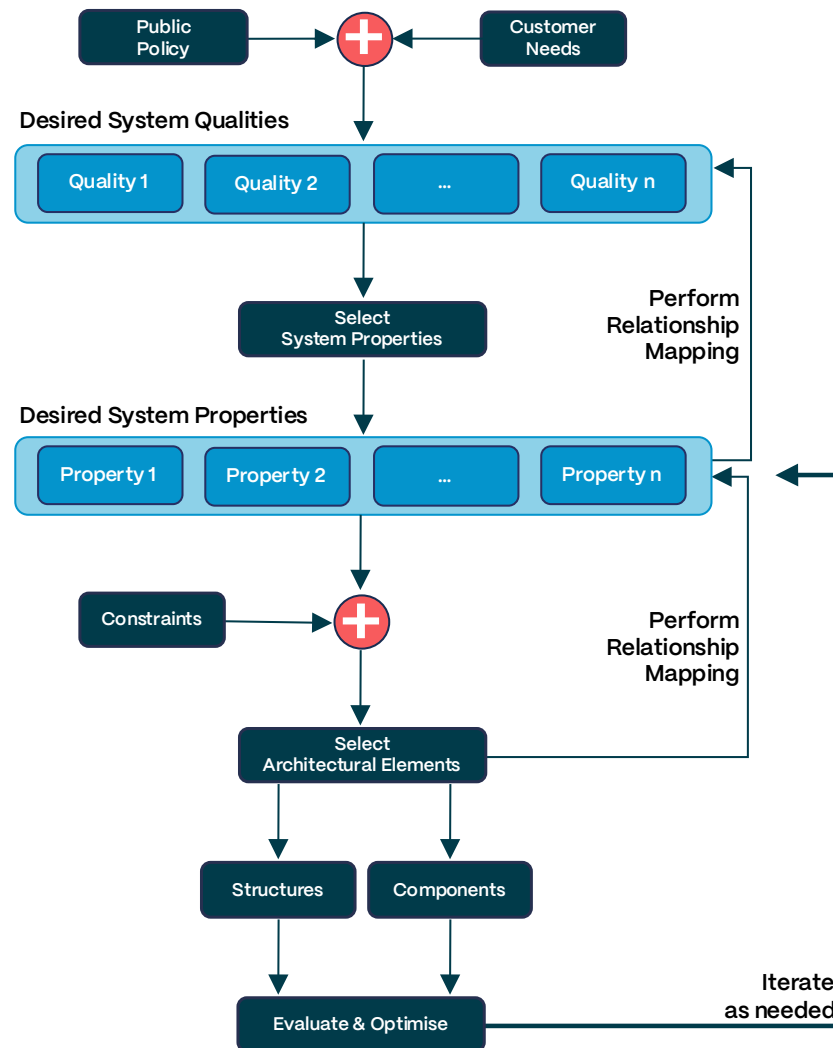 Public
Policy
Customer
Needs
Desired System Qualities
Quality 1
Quality 2
...
Quality n
Select
System Properties
Perform
Relationship
Mapping
Desired System Properties
Property 1
Property 2
...
Property n
Constraints
Perform
Relationship
Mapping
Select
Architectural Elements
Structures
Components
Evaluate & Optimise
Iterate
as needed